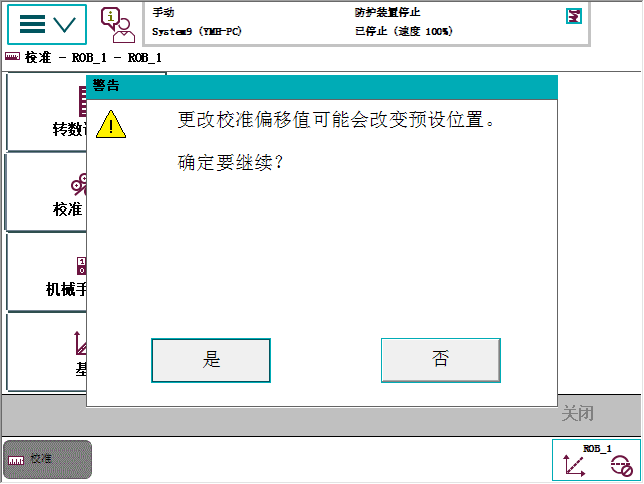 手动
System9 (YMH-PC)
防护装置停止
已停止 (速度 100%)
校准 - ROB_1 - ROB_1
警告
更改校准偏移值可能会改变预设位置。
确定要继续?
是
否
转数
校准
机械手
基
关闭
校准
ROB_1